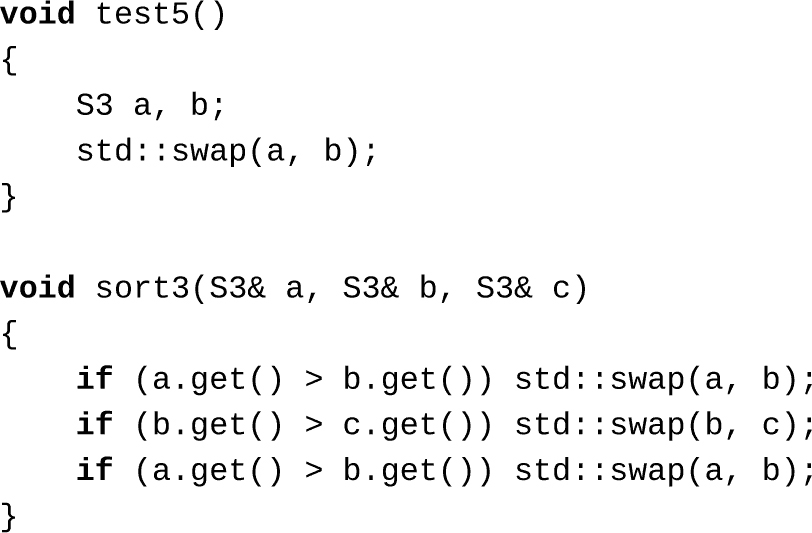 void test5()
{
    S3 a, b;
    std::swap(a, b);
}

void sort3(S3& a, S3& b, S3& c)
{
    if (a.get() > b.get()) std::swap(a, b);
    if (b.get() > c.get()) std::swap(b, c);
    if (a.get() > b.get()) std::swap(a, b);
}